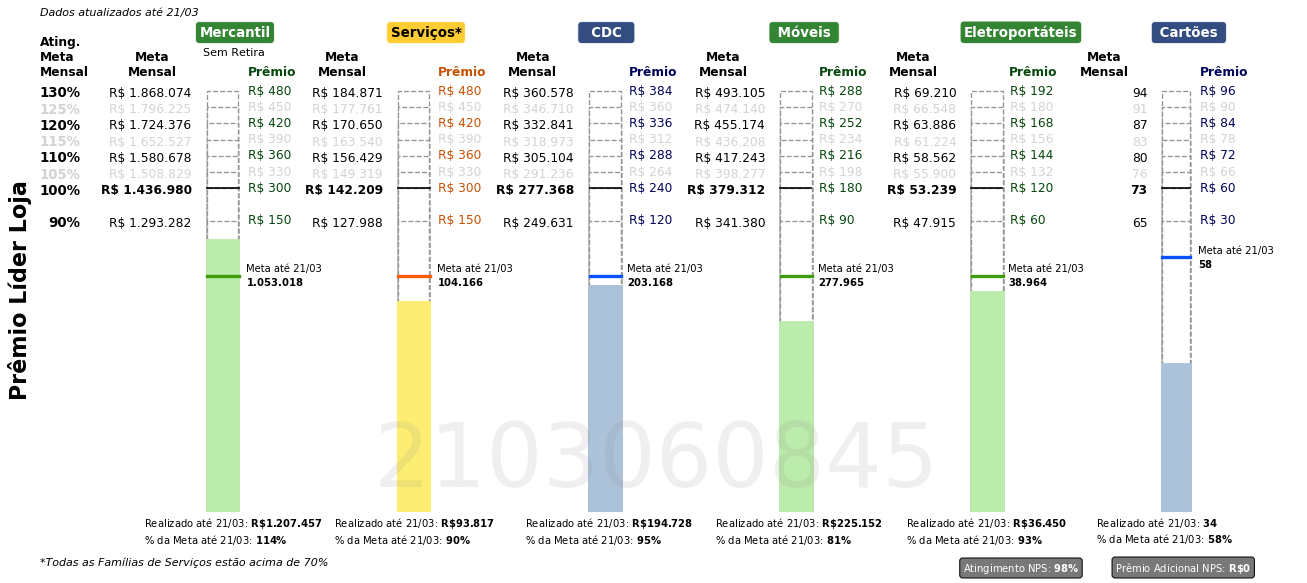 Dados atualizados até 21/03
Mercantil Serviços* CDC Móveis Eletroportáteis Cartões
Sem Retira
Ating. Meta Mensal Meta Mensal Prêmio Meta Mensal Prêmio Meta Mensal Prêmio Meta Mensal Prêmio Meta Mensal Prêmio Meta Mensal Prêmio
130% R$ 1.868.074 R$ 480 R$ 184.871 R$ 480 R$ 360.578 R$ 384 R$ 493.105 R$ 288 R$ 69.210 R$ 192 94 R$ 96
125% R$ 1.796.225 R$ 450 R$ 177.761 R$ 450 R$ 346.710 R$ 360 R$ 474.140 R$ 270 R$ 66.548 R$ 180 91 R$ 90
120% R$ 1.724.376 R$ 420 R$ 170.650 R$ 420 R$ 332.841 R$ 336 R$ 455.174 R$ 252 R$ 63.886 R$ 168 87 R$ 84
115% R$ 1.652.527 R$ 390 R$ 163.540 R$ 390 R$ 318.973 R$ 312 R$ 436.208 R$ 234 R$ 61.224 R$ 156 83 R$ 78
110% R$ 1.580.678 R$ 360 R$ 156.429 R$ 360 R$ 305.104 R$ 288 R$ 417.243 R$ 216 R$ 58.562 R$ 144 80 R$ 72
105% R$ 1.508.829 R$ 330 R$ 149.319 R$ 330 R$ 291.236 R$ 264 R$ 398.277 R$ 198 R$ 55.900 R$ 132 76 R$ 66
100% R$ 1.436.980 R$ 300 R$ 142.209 R$ 300 R$ 277.368 R$ 240 R$ 379.312 R$ 180 R$ 53.239 R$ 120 73 R$ 60
90% R$ 1.293.282 R$ 150 R$ 127.988 R$ 150 R$ 249.631 R$ 120 R$ 341.380 R$ 90 R$ 47.915 R$ 60 65 R$ 30
Prêmio Líder Loja
Meta até 21/03 Meta até 21/03 Meta até 21/03 Meta até 21/03 Meta até 21/03 Meta até 21/03
1.053.018 104.166 203.168 277.965 38.964 58
2103060845
Realizado até 21/03: R$1.207.457 Realizado até 21/03: R$93.817 Realizado até 21/03: R$194.728 Realizado até 21/03: R$225.152 Realizado até 21/03: R$36.450 Realizado até 21/03: 34
% da Meta até 21/03: 114% % da Meta até 21/03: 90% % da Meta até 21/03: 95% % da Meta até 21/03: 81% % da Meta até 21/03: 93% % da Meta até 21/03: 58%
*Todas as Famílias de Serviços estão acima de 70%
Atingimento NPS: 98% Prêmio Adicional NPS: R$0